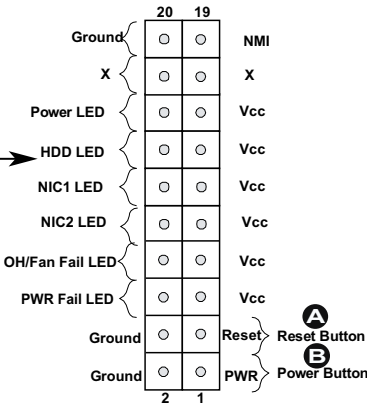 20 19
Ground NMI
X X
Power LED Vcc
HDD LED Vcc
NIC1 LED Vcc
NIC2 LED Vcc
OH/Fan Fail LED Vcc
PWR Fail LED Vcc
A
Ground Reset Reset Button
B
Ground PWR Power Button
2 1